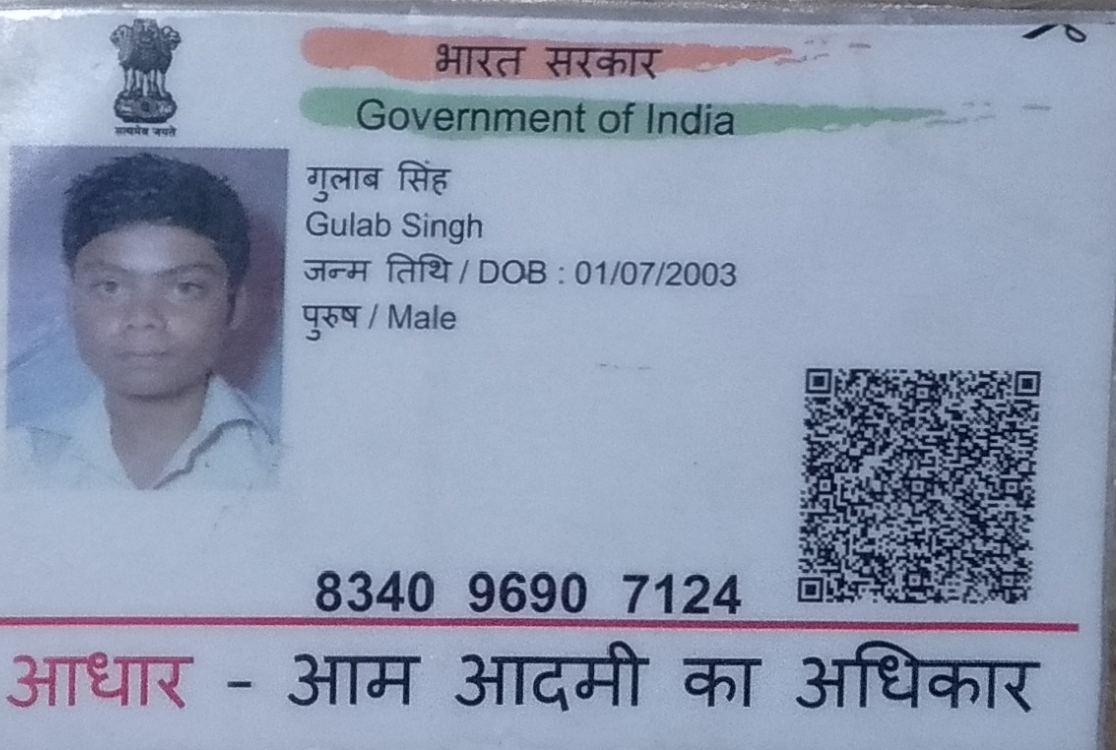 भारत सरकार
Government of India
सत्यमेव जयते
गुलाब सिंह
Gulab Singh
जन्म तिथि / DOB : 01/07/2003
पुरुष / Male
8340 9690 7124
आधार - आम आदमी का अधिकार